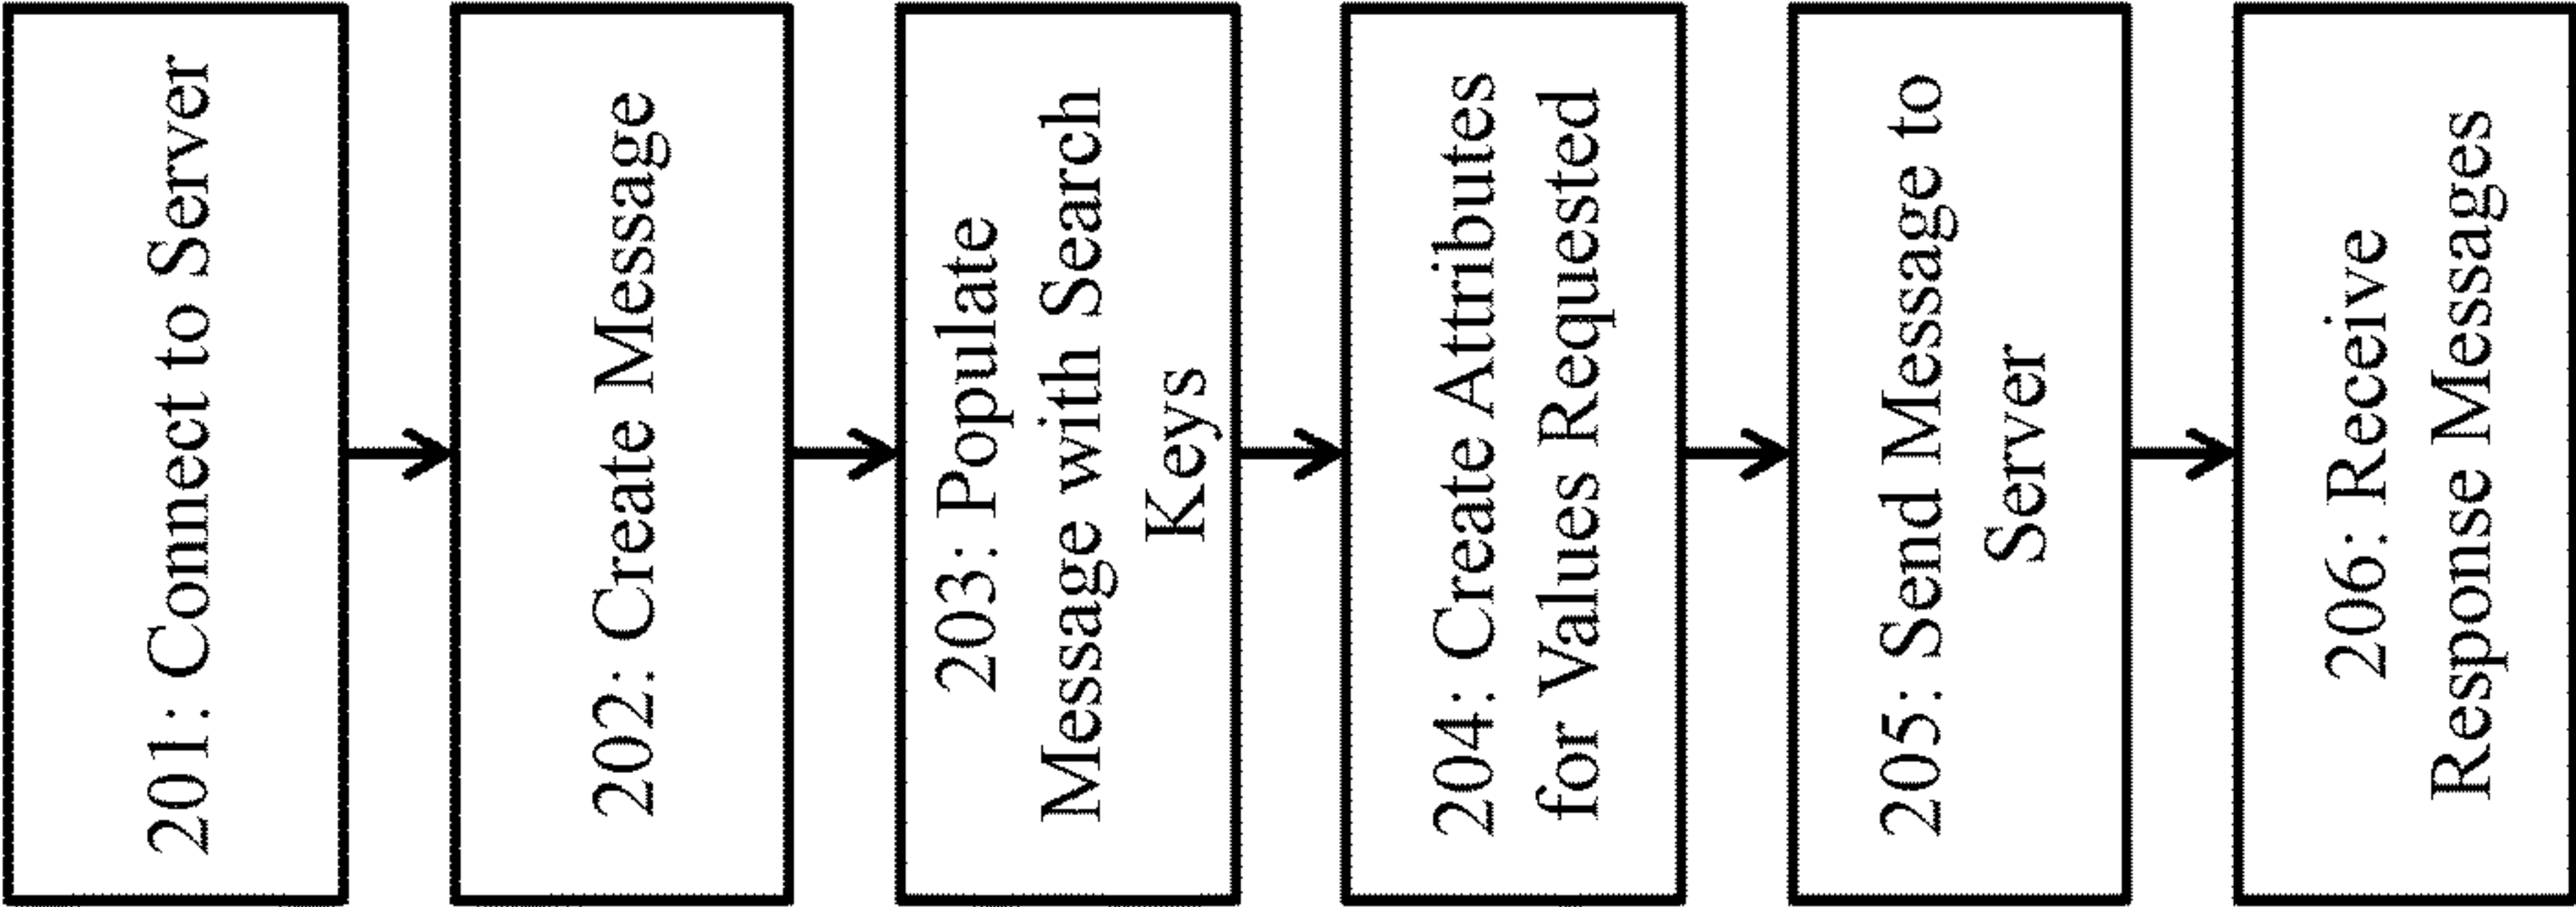 201: Connect to Server
202: Create Message
203: Populate
Message with Search
Keys
204: Create Attributes
for Values Requested
205: Send Message to
Server
206: Receive
Response Messages